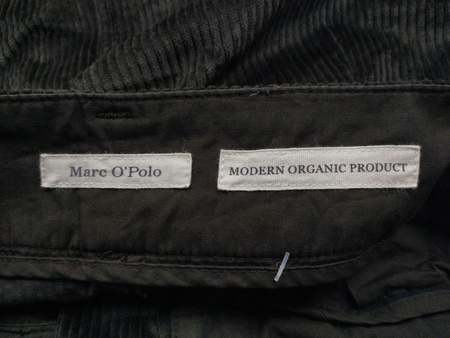 Marc O'Polo
MODERN ORGANIC PRODUCT